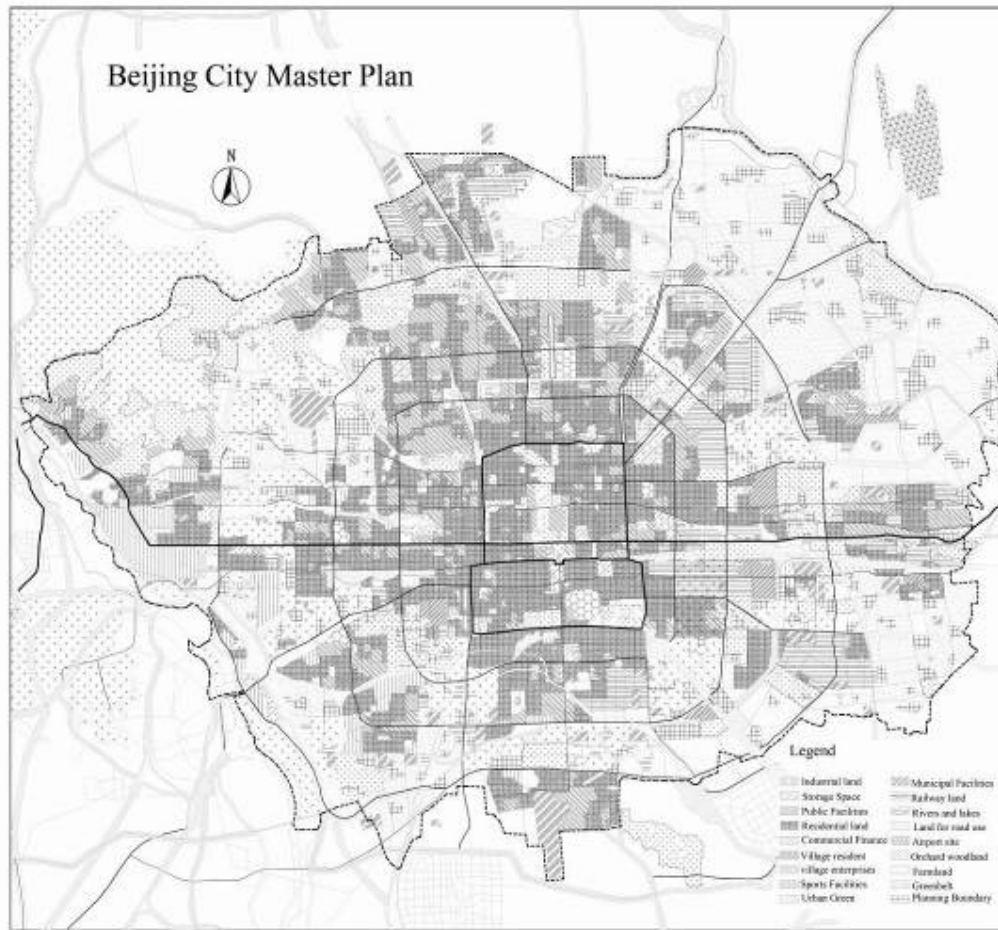 Beijing City Master Plan
N
Legend
Industrial land
Storage Space
Public Facilities
Residential land
Commercial Finance
Village resident
village enterprises
Sports Facilities
Urban Green
Municipal Facilities
Railway land
Rivers and lakes
Land for road use
Airport site
Orchard woodland
Farmland
Greenbelt
Planning Boundary